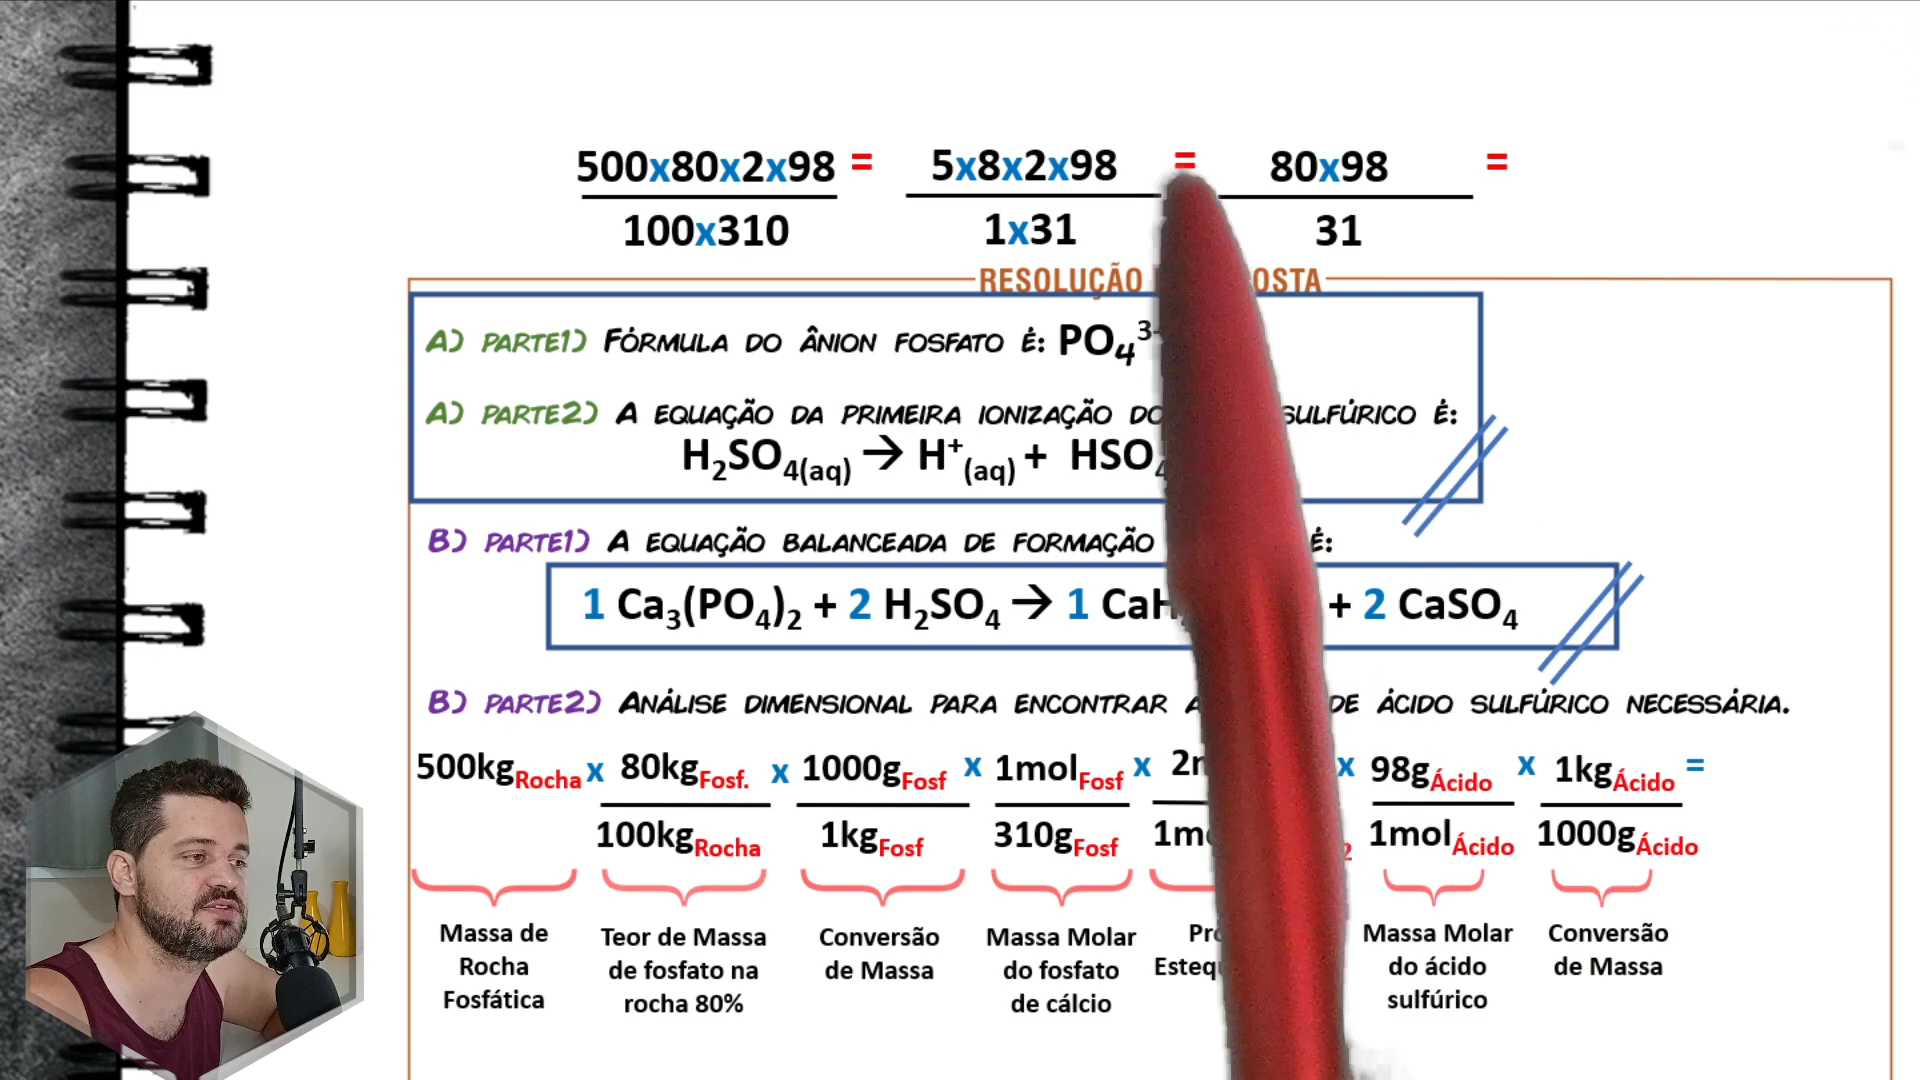 500x80x2x98 = 5x8x2x98 = 80x98 =
100x310 1x31 31
RESOLUÇÃO
A) PARTE1) FÓRMULA DO ÂNION FOSFATO É: PO₄³⁻
A) PARTE2) A EQUAÇÃO DA PRIMEIRA IONIZAÇÃO DO SULFÚRICO É:
H₂SO₄(aq) → H⁺(aq) + HSO₄
B) PARTE1) A EQUAÇÃO BALANCEADA DE FORMAÇÃO É:
1 Ca₃(PO₄)₂ + 2 H₂SO₄ → 1 + 2 CaSO₄
B) PARTE2) ANÁLISE DIMENSIONAL PARA ENCONTRAR A DE ÁCIDO SULFÚRICO NECESSÁRIA.
500kgRocha x 80kgFosf. x 1000gFosf x 1molFosf x x 98gÁcido x 1kgÁcido =
100kgRocha 1kgFosf 310gFosf 1molÁcido 1000gÁcido
Massa de Rocha Fosfática
Teor de Massa de fosfato na rocha 80%
Conversão de Massa
Massa Molar do fosfato de cálcio
Massa Molar do ácido sulfúrico
Conversão de Massa